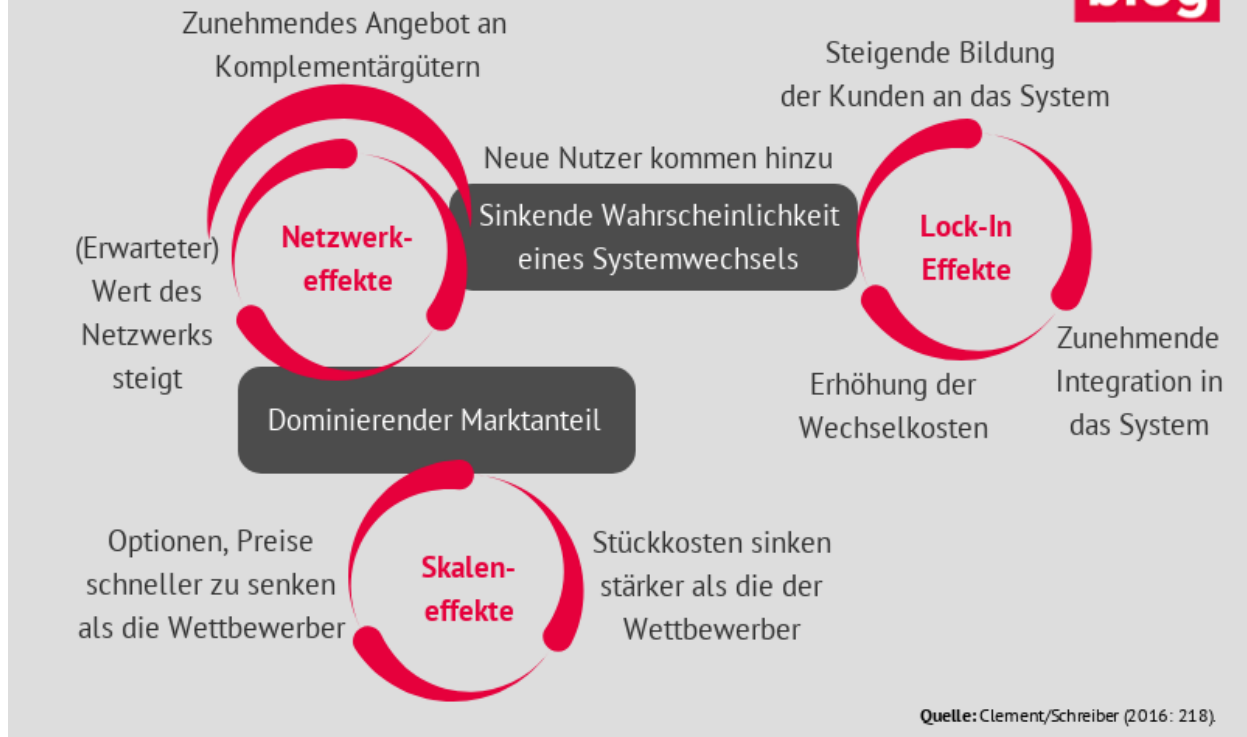 blog
Zunehmendes Angebot an
Komplementärgütern
Steigende Bildung
der Kunden an das System
Neue Nutzer kommen hinzu
Sinkende Wahrscheinlichkeit
eines Systemwechsels
Netzwerk-
effekte
Lock-In
Effekte
(Erwarteter)
Wert des
Netzwerks
steigt
Zunehmende
Integration in
das System
Erhöhung der
Wechselkosten
Dominierender Marktanteil
Optionen, Preise
schneller zu senken
als die Wettbewerber
Skalen-
effekte
Stückkosten sinken
stärker als die der
Wettbewerber
Quelle: Clement/Schreiber (2016: 218).